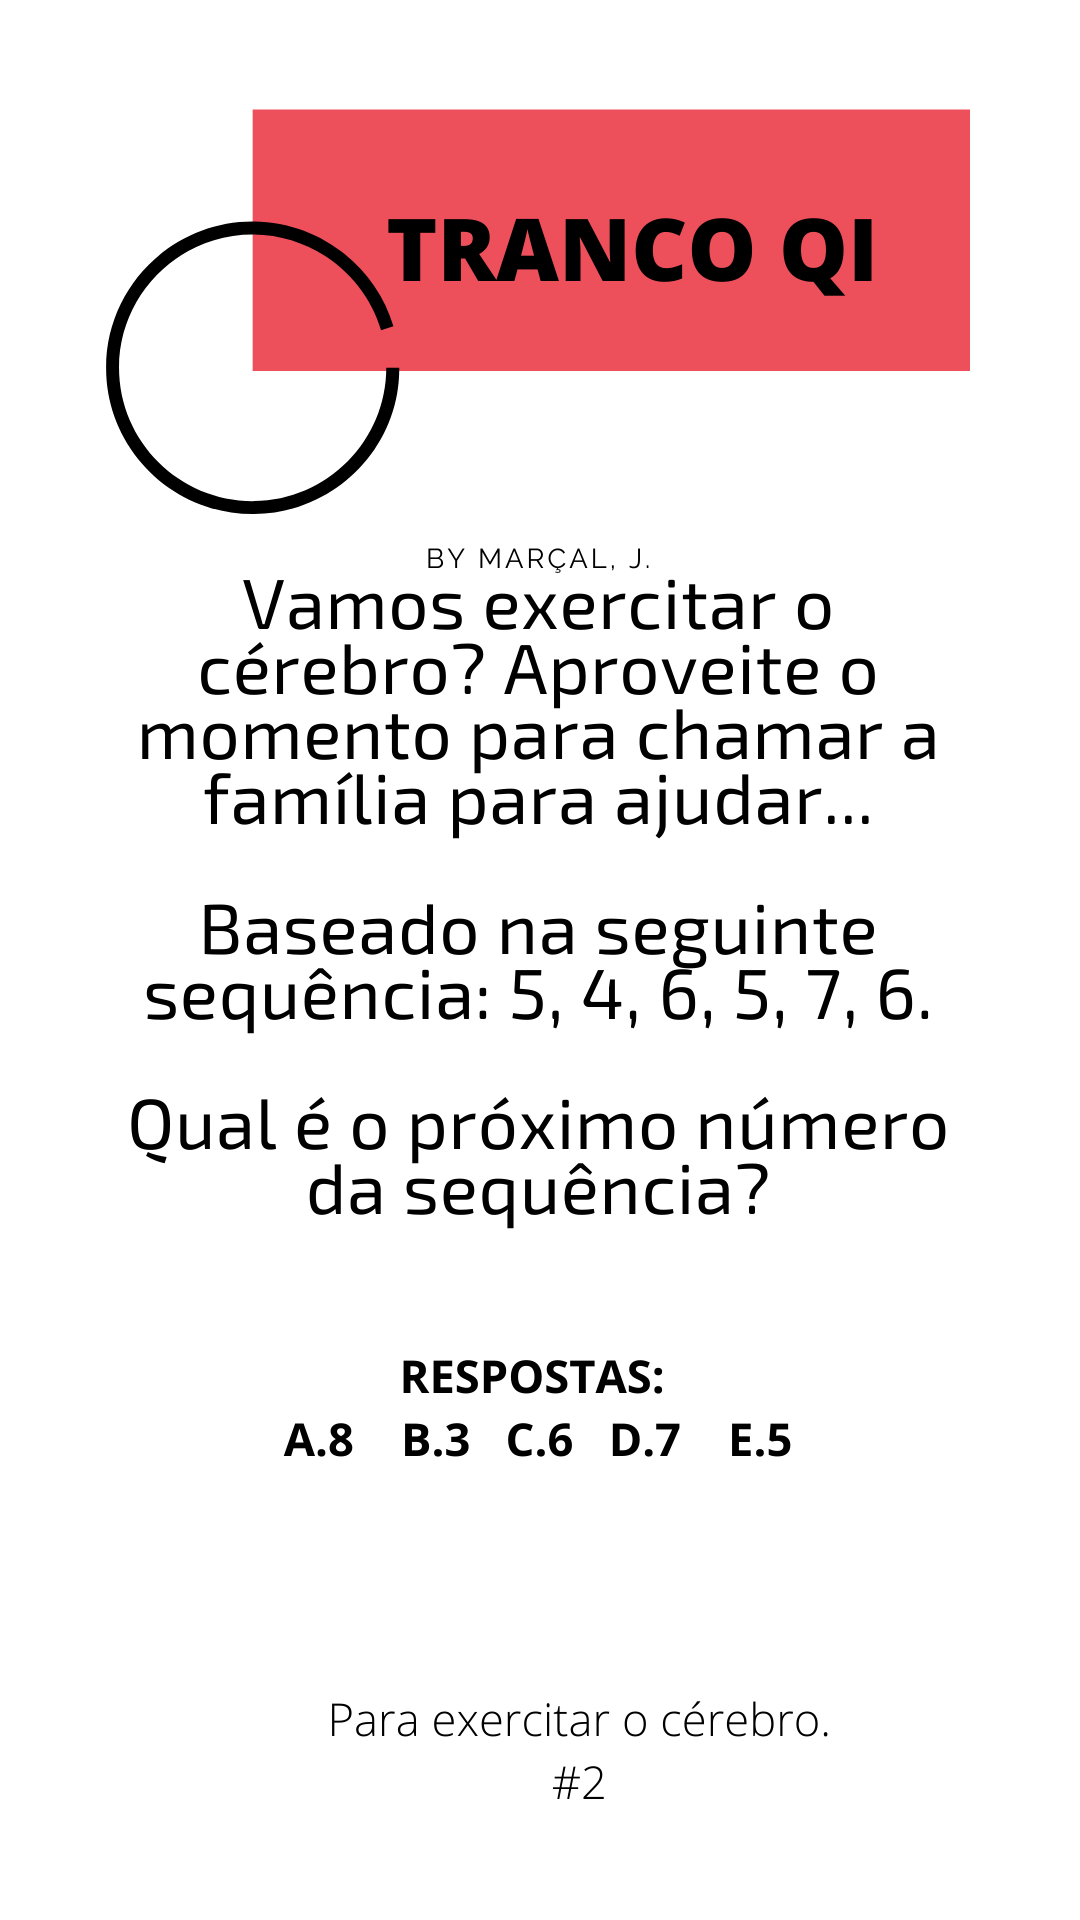 TRANCO QI
BY MARÇAL, J.
Vamos exercitar o
cérebro? Aproveite o
momento para chamar a
família para ajudar...
Baseado na seguinte
sequência: 5, 4, 6, 5, 7, 6.
Qual é o próximo número
da sequência?
RESPOSTAS:
A.8 B.3 C.6 D.7 E.5
Para exercitar o cérebro.
#2